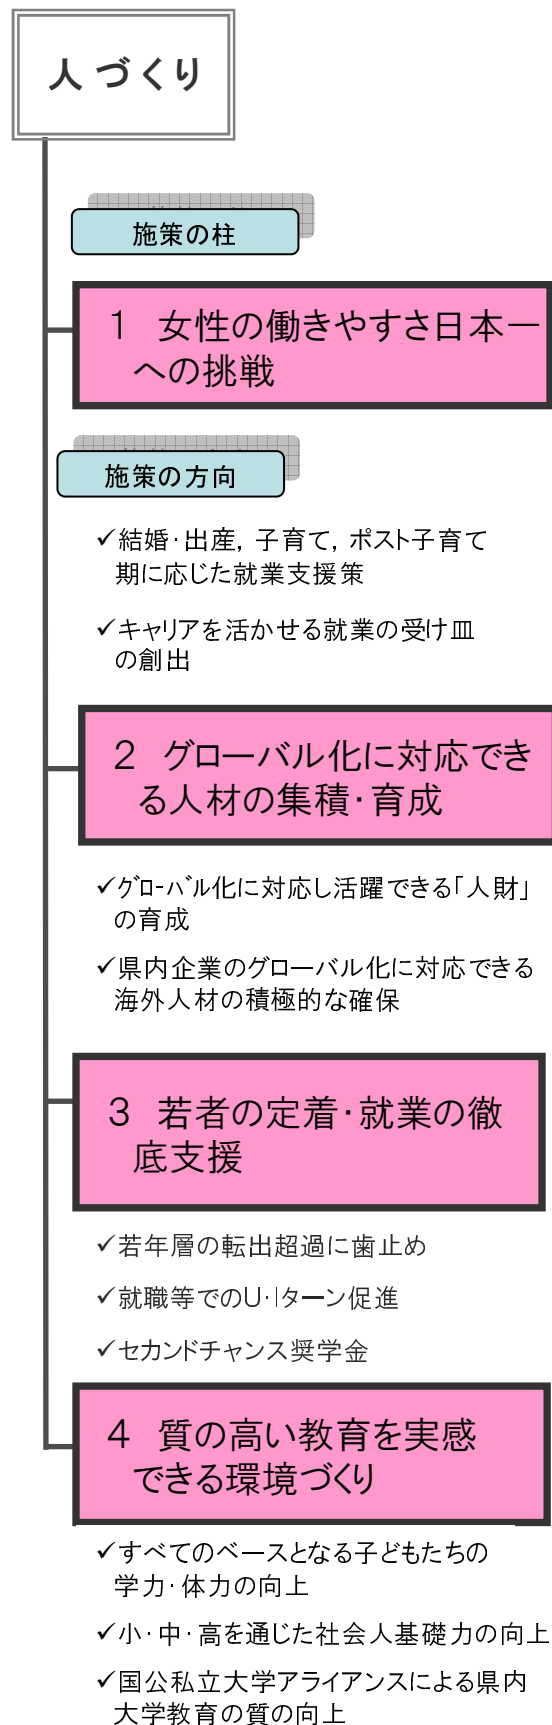 人づくり
施策の柱
1 女性の働きやすさ日本一
への挑戦
施策の方向
✓結婚・出産，子育て，ポスト子育て
期に応じた就業支援策
✓キャリアを活かせる就業の受け皿
の創出
2 グローバル化に対応でき
る人材の集積・育成
✓グローバル化に対応し活躍できる「人財」
の育成
✓県内企業のグローバル化に対応できる
海外人材の積極的な確保
3 若者の定着・就業の徹
底支援
✓若年層の転出超過に歯止め
✓就職等でのU・Iターン促進
✓セカンドチャンス奨学金
4 質の高い教育を実感
できる環境づくり
✓すべてのベースとなる子どもたちの
学力・体力の向上
✓小・中・高を通じた社会人基礎力の向上
✓国公私立大学アライアンスによる県内
大学教育の質の向上